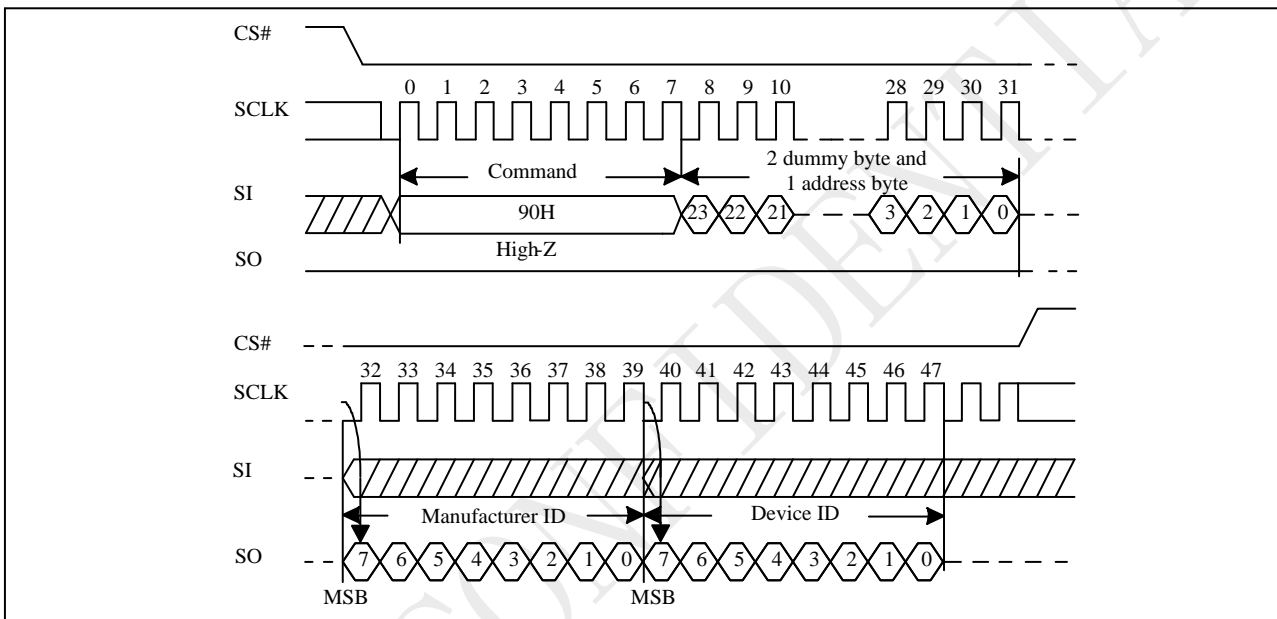 CS#
0 1 2 3 4 5 6 7 8 9 10 28 29 30 31
SCLK
Command
2 dummy byte and
1 address byte
SI
90H
23 22 21 3 2 1 0
High-Z
SO
CS#
32 33 34 35 36 37 38 39 40 41 42 43 44 45 46 47
SCLK
SI
Manufacturer ID
Device ID
SO
7 6 5 4 3 2 1 0 7 6 5 4 3 2 1 0
MSB
MSB
CONFIDENTIA